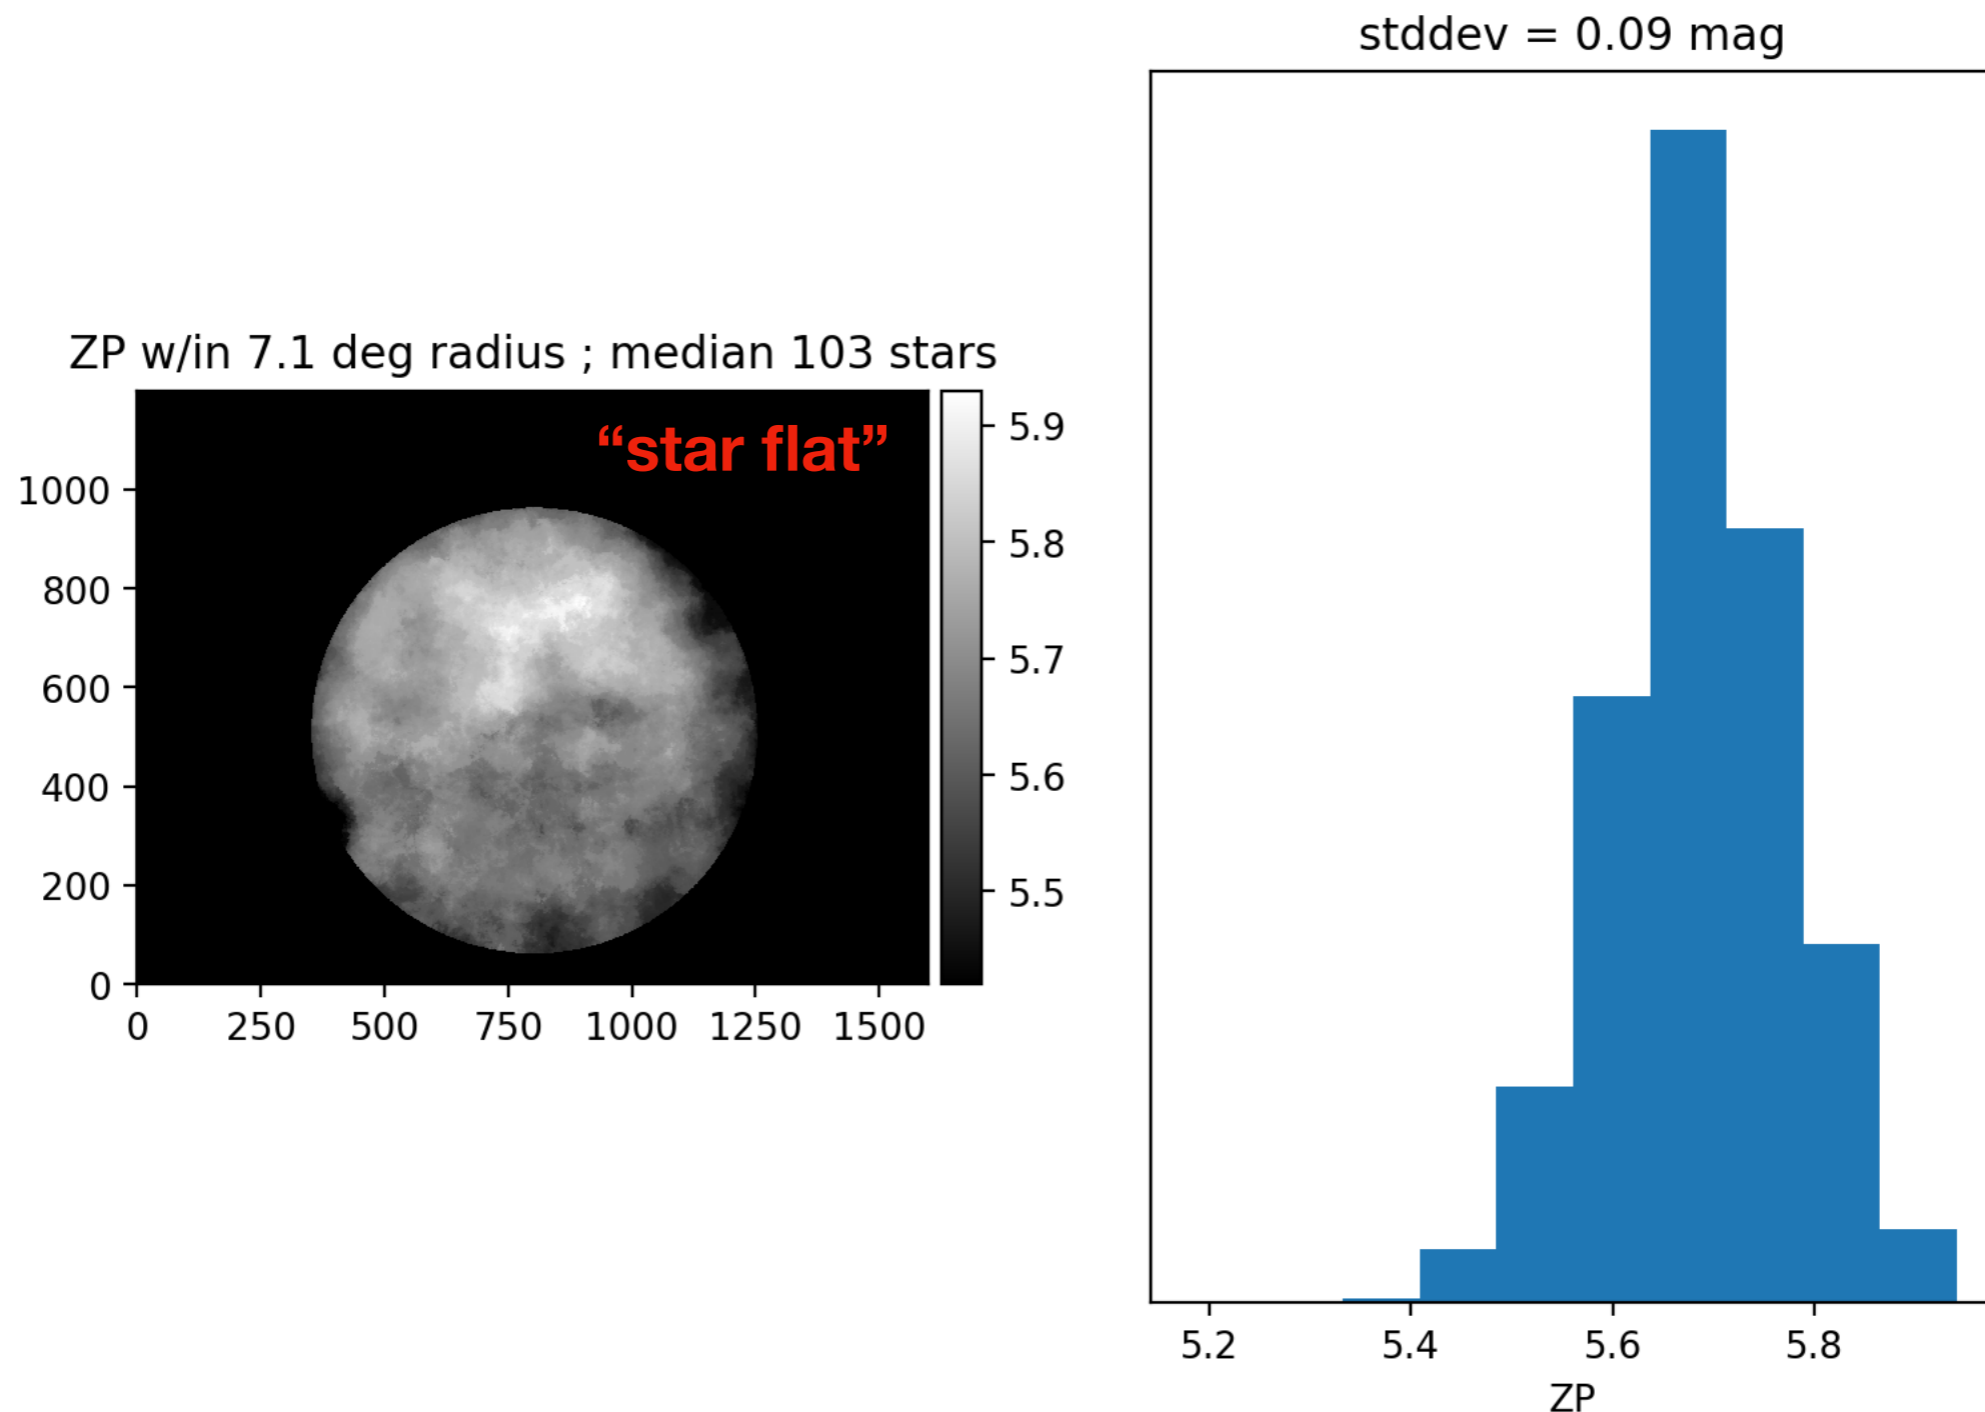 stddev = 0.09 mag
ZP w/in 7.1 deg radius ; median 103 stars
“star flat”
1000
800
600
400
200
0
0 250 500 750 1000 1250 1500
5.9
5.8
5.7
5.6
5.5
5.2 5.4 5.6 5.8
ZP